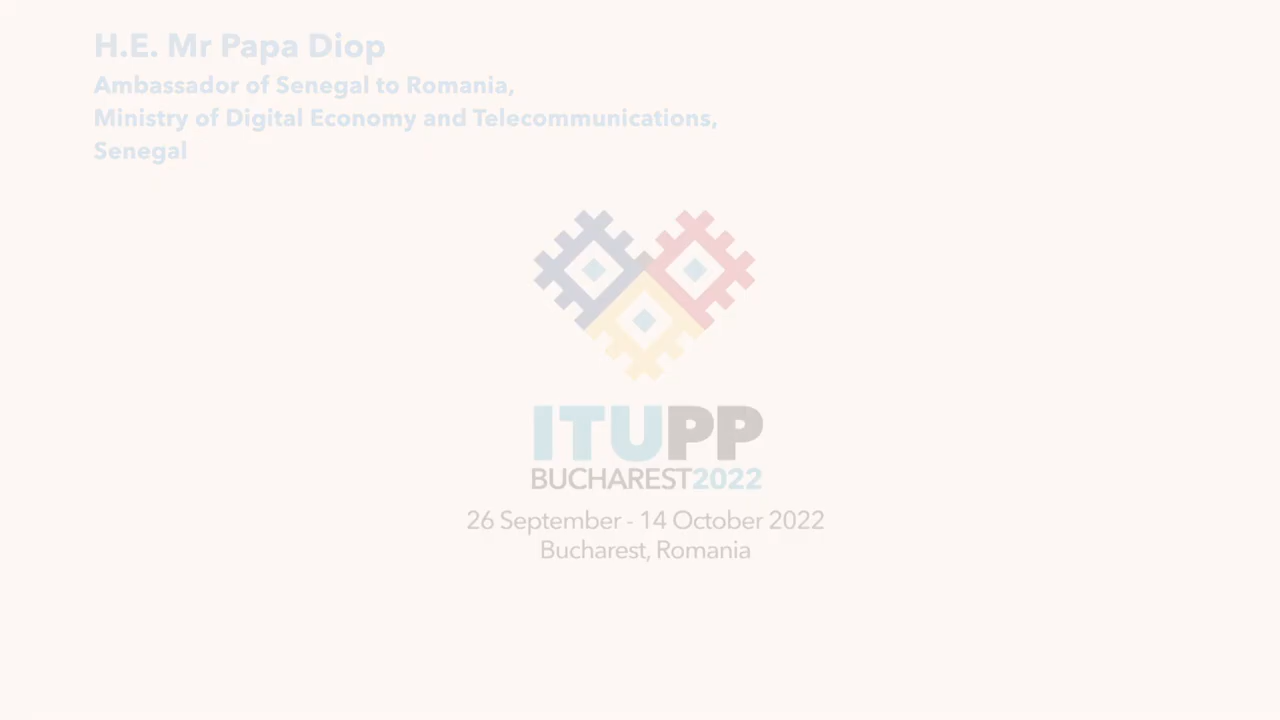 H.E. Mr Papa Diop
Ambassador of Senegal to Romania,
Ministry of Digital Economy and Telecommunications,
Senegal
ITUPP
BUCHAREST2022
26 September - 14 October 2022
Bucharest, Romania